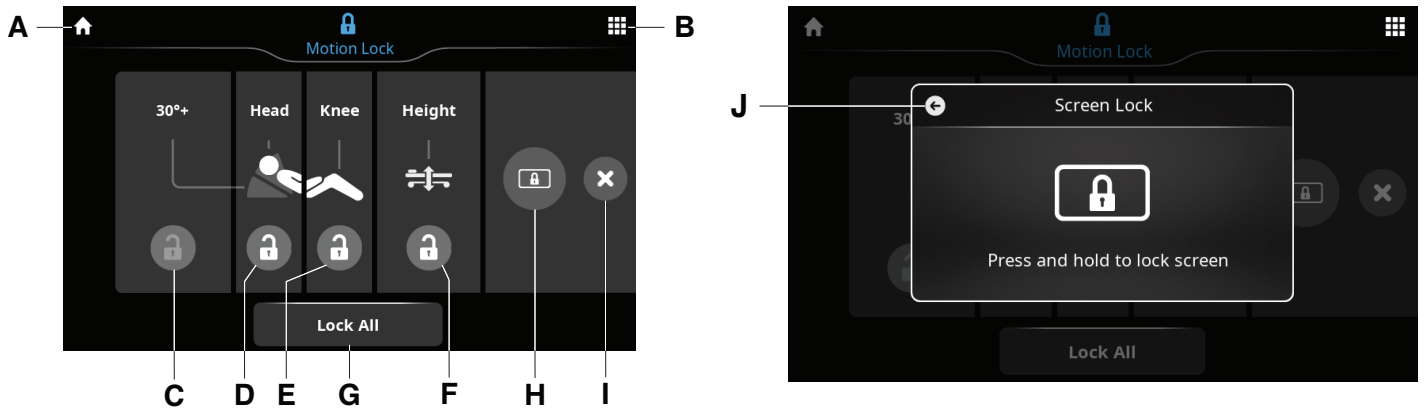 A
B
Motion Lock
30°+
Head
Knee
Height
Lock All
C
D
E
G
F
H
I
Motion Lock
J
Screen Lock
30
Press and hold to lock screen
Lock All